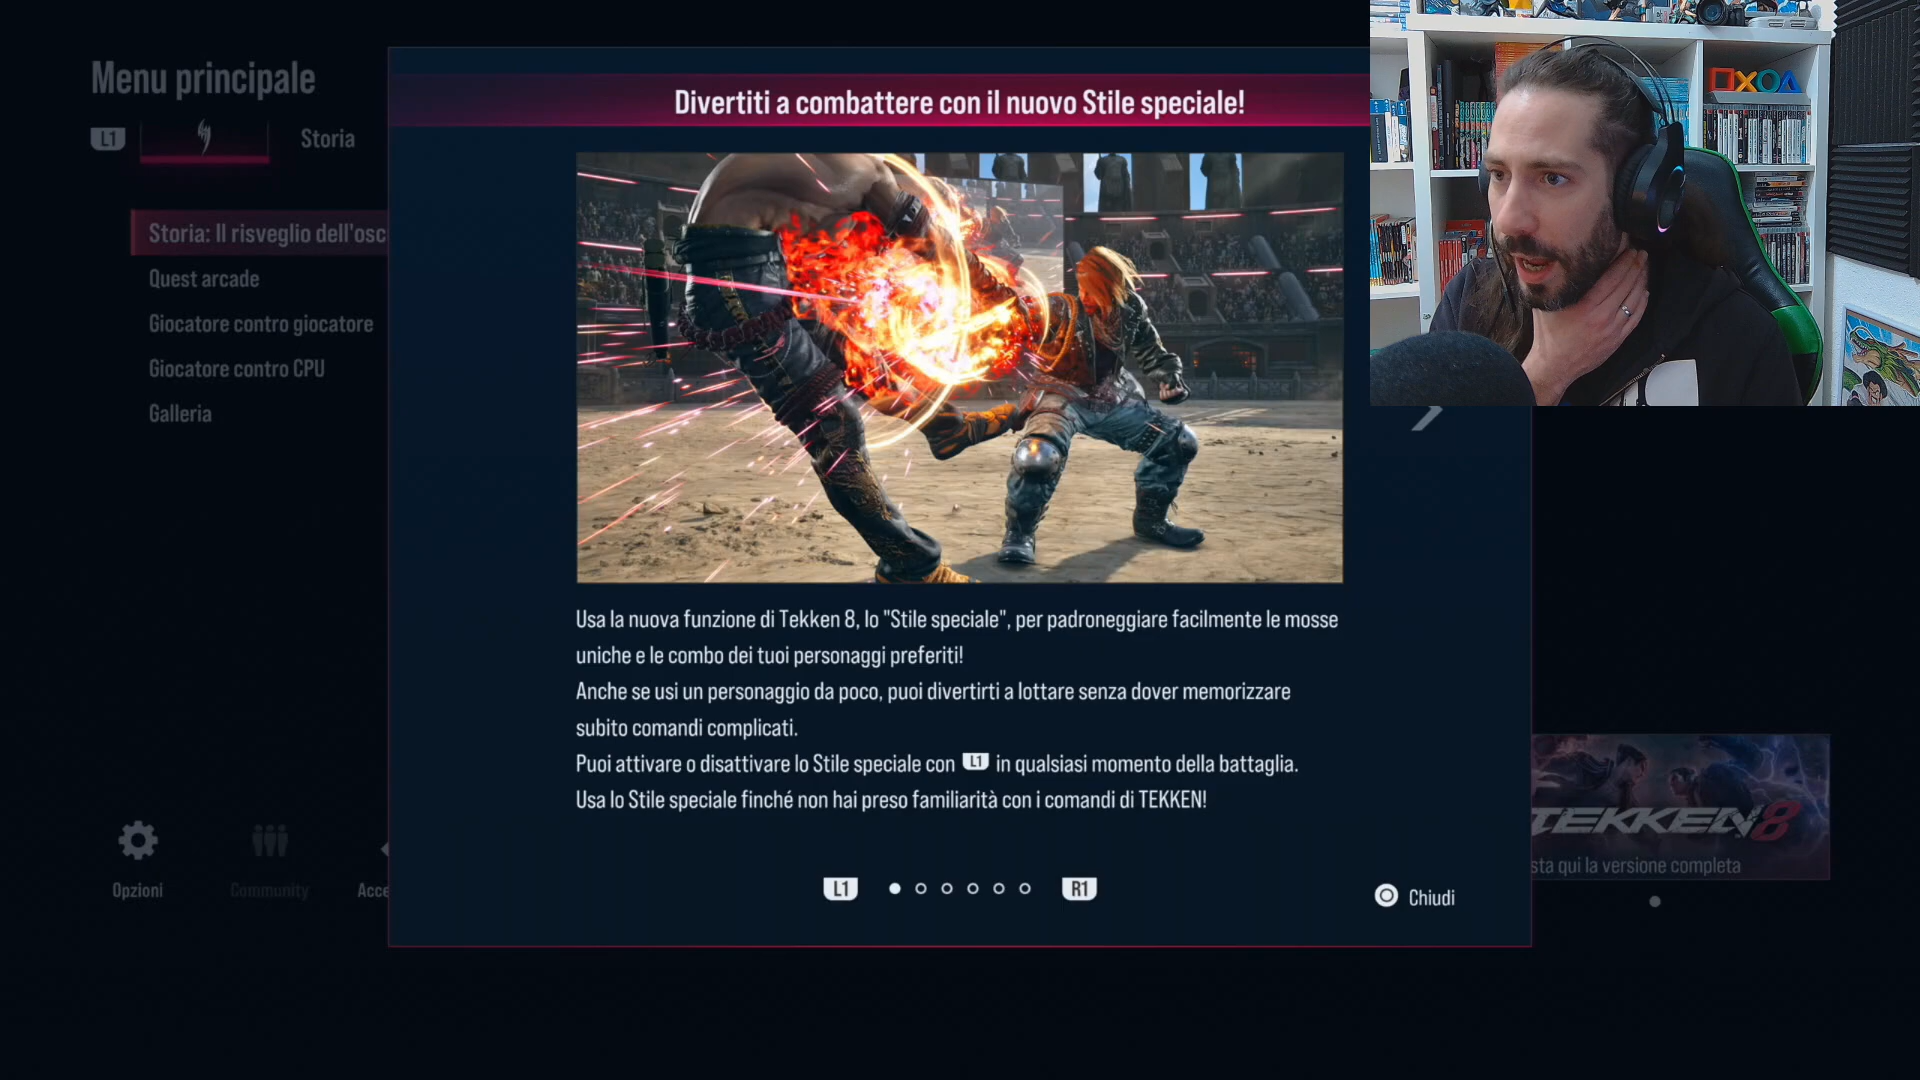 Menu principale
L1
Storia
Storia: Il risveglio dell'osc
Quest arcade
Giocatore contro giocatore
Giocatore contro CPU
Galleria
Divertiti a combattere con il nuovo Stile speciale!
Usa la nuova funzione di Tekken 8, lo "Stile speciale", per padroneggiare facilmente le mosse
uniche e le combo dei tuoi personaggi preferiti!
Anche se usi un personaggio da poco, puoi divertirti a lottare senza dover memorizzare
subito comandi complicati.
Puoi attivare o disattivare lo Stile speciale con L1 in qualsiasi momento della battaglia.
Usa lo Stile speciale finché non hai preso familiarità con i comandi di TEKKEN!
L1
R1
Chiudi
Opzioni
Community
Acce
TEKKEN 8
sta qui la versione completa